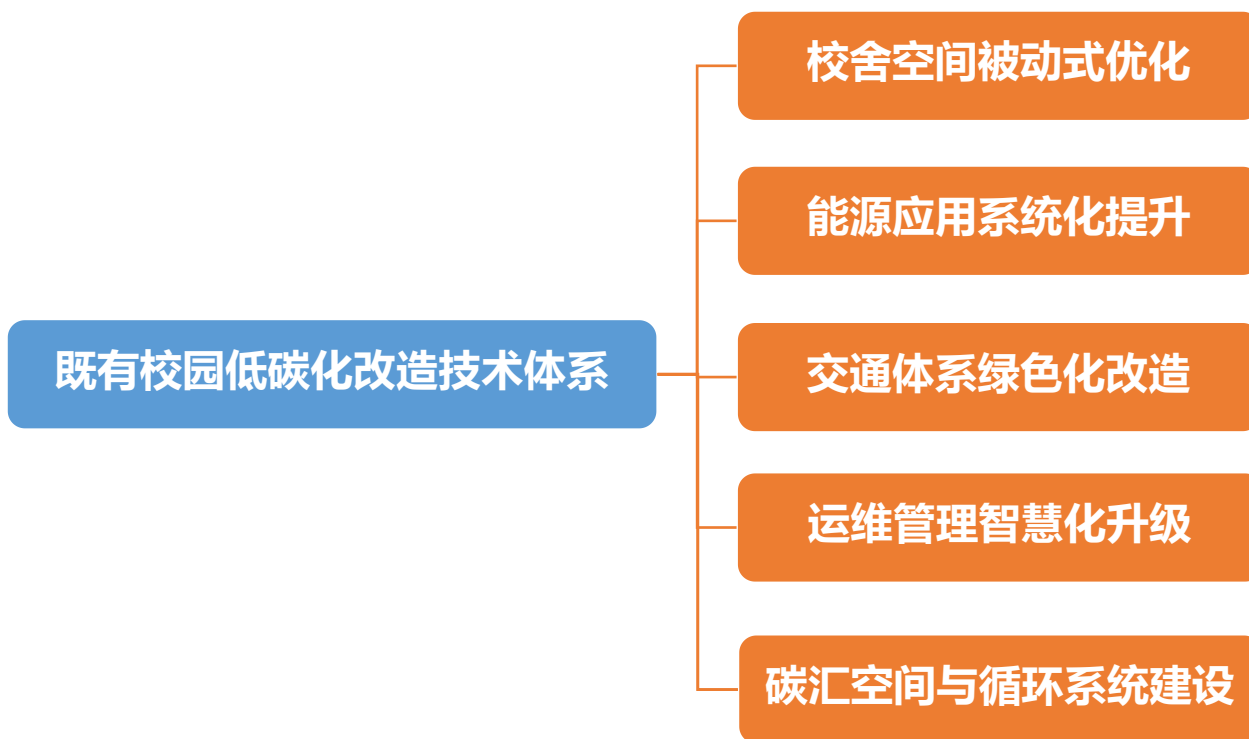 校舍空间被动式优化
能源应用系统化提升
既有校园低碳化改造技术体系
交通体系绿色化改造
运维管理智慧化升级
碳汇空间与循环系统建设